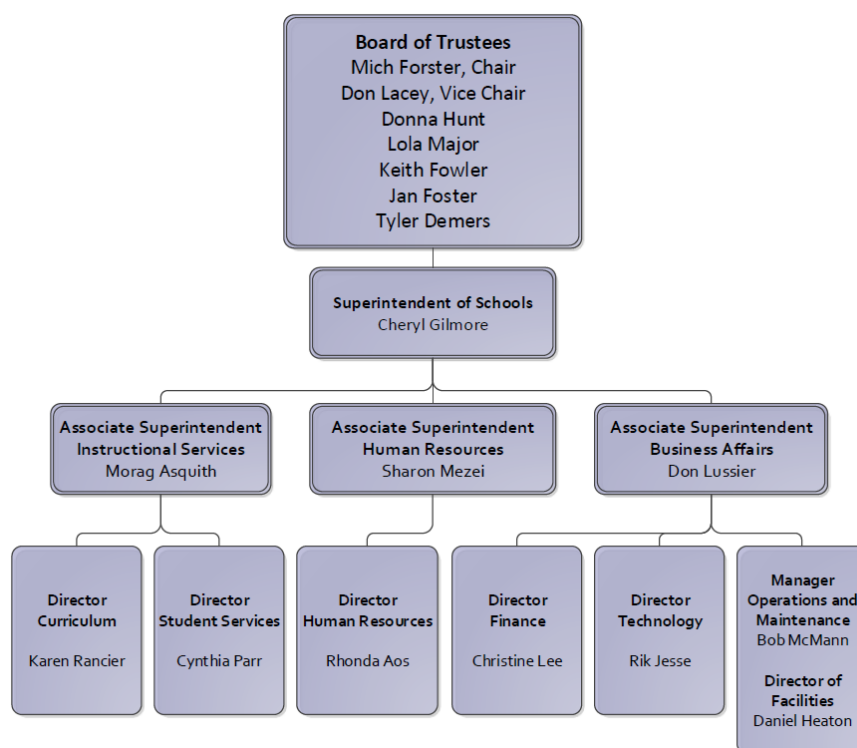 Board of Trustees
Mich Forster, Chair
Don Lacey, Vice Chair
Donna Hunt
Lola Major
Keith Fowler
Jan Foster
Tyler Demers
Superintendent of Schools
Cheryl Gilmore
Associate Superintendent
Instructional Services
Morag Asquith
Associate Superintendent
Human Resources
Sharon Mezei
Associate Superintendent
Business Affairs
Don Lussier
Director
Curriculum
Karen Rancier
Director
Student Services
Cynthia Parr
Director
Human Resources
Rhonda Aos
Director
Finance
Christine Lee
Director
Technology
Rik Jesse
Manager
Operations and
Maintenance
Bob McMann
Director of
Facilities
Daniel Heaton